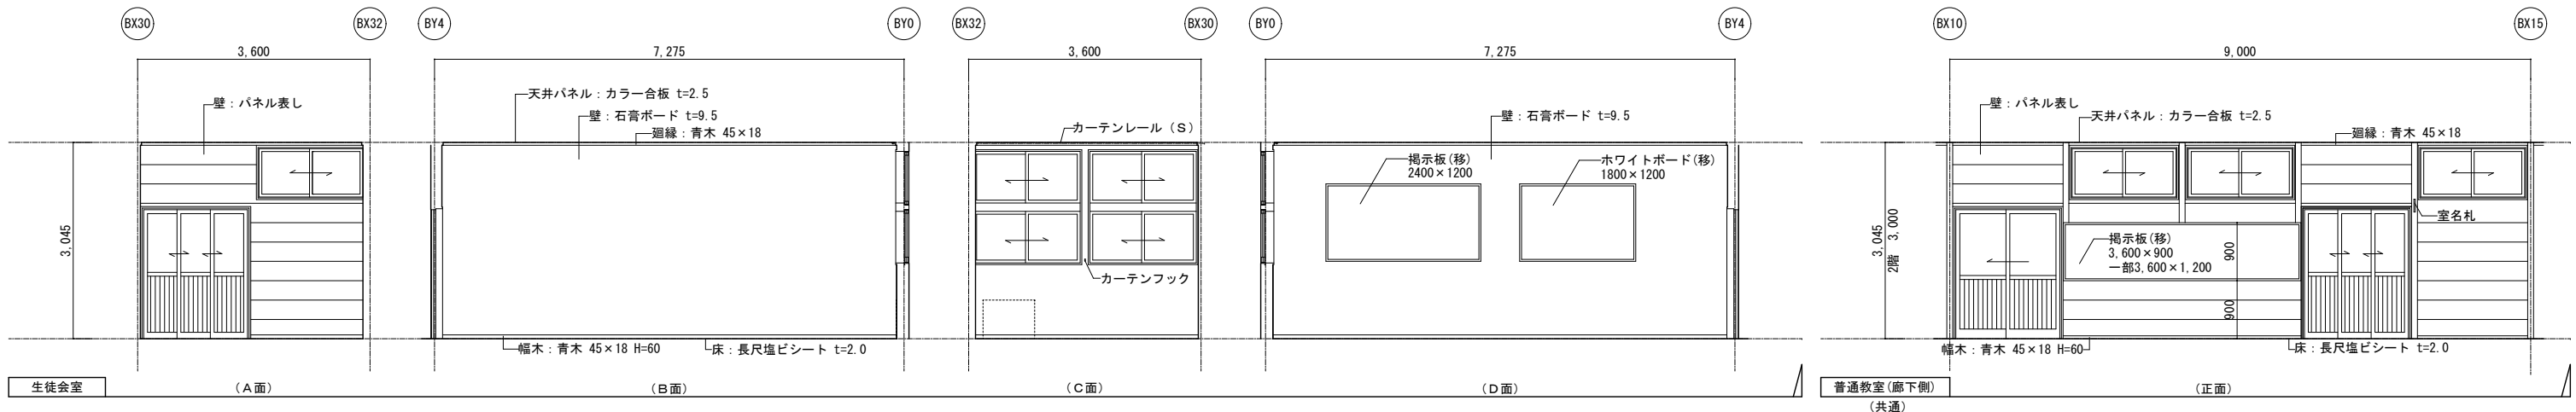 BX30
BX32
3,600
壁：パネル表し
3,045
生徒会室
(Ａ面)
BY4
BY0
7,275
天井パネル：カラー合板 t=2.5
壁：石膏ボード t=9.5
廻縁：青木 45×18
幅木：青木 45×18 H=60
床：長尺塩ビシート t=2.0
(Ｂ面)
BX32
BX30
3,600
カーテンレール（Ｓ）
カーテンフック
(Ｃ面)
BY0
BY4
7,275
壁：石膏ボード t=9.5
掲示板(移)
2400×1200
ホワイトボード(移)
1800×1200
(Ｄ面)
BX10
BX15
9,000
壁：パネル表し
天井パネル：カラー合板 t=2.5
廻縁：青木 45×18
3,045
2階 3,000
掲示板(移)
3,600×900
一部3,600×1,200
900
900
室名札
幅木：青木 45×18 H=60
床：長尺塩ビシート t=2.0
普通教室(廊下側)
(共通)
(正面)